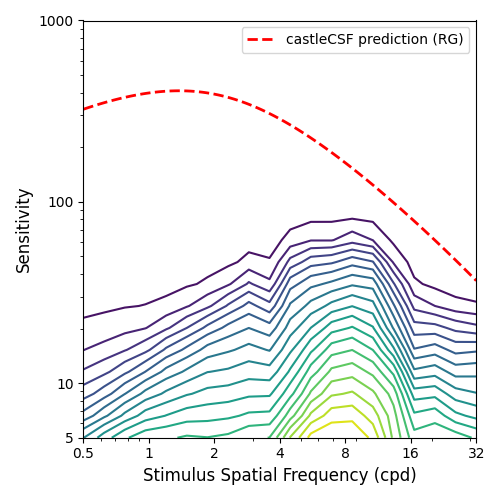 1000
castleCSF prediction (RG)
Sensitivity
100
10
5
0.5 1 2 4 8 16 32
Stimulus Spatial Frequency (cpd)